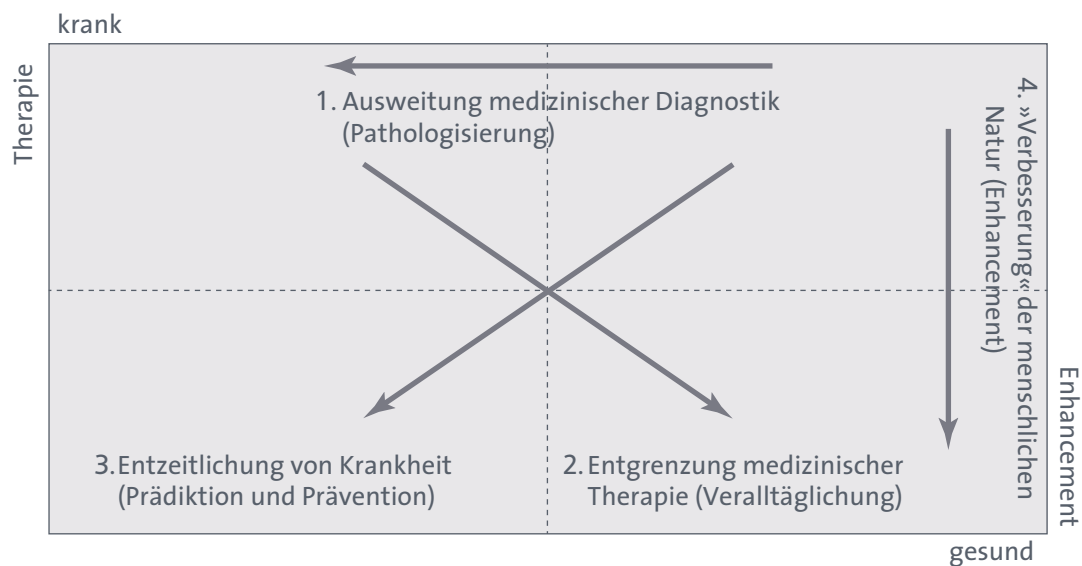 krank
Therapie
1. Ausweitung medizinischer Diagnostik
(Pathologisierung)
4. »Verbesserung« der menschlichen
Natur (Enhancement)
3. Entzeitlichung von Krankheit
(Prädiktion und Prävention)
2. Entgrenzung medizinischer
Therapie (Veralltäglichung)
Enhancement
gesund